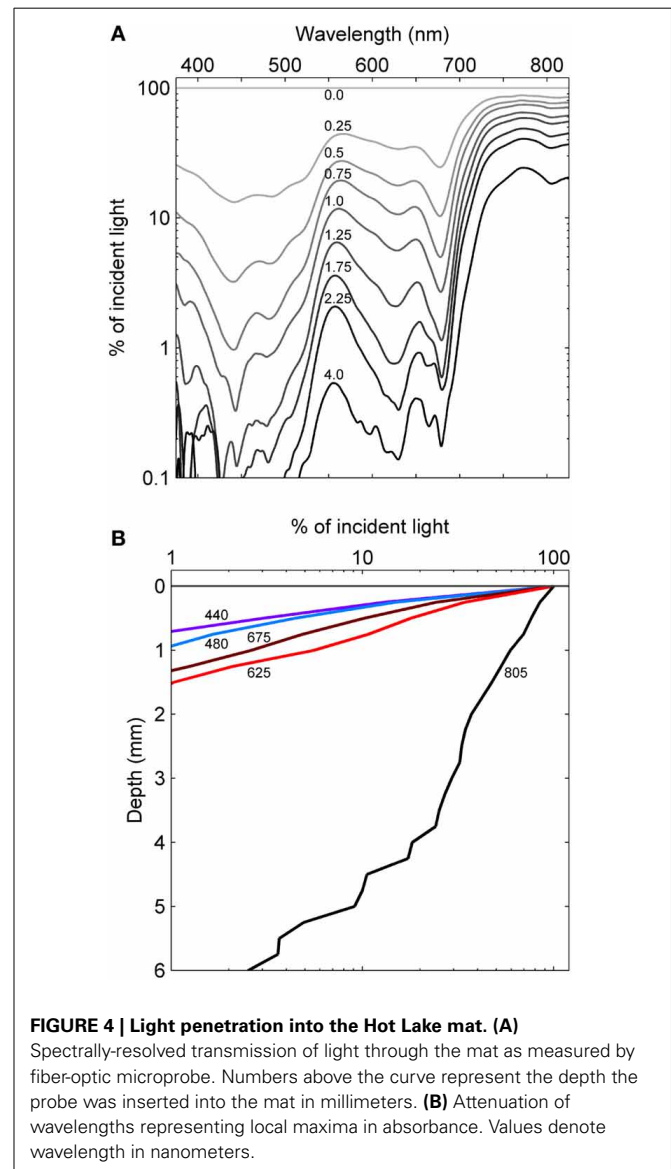 A
Wavelength (nm)
400 500 600 700 800
% of incident light
100
10
1
0.1
0.0
0.25
0.5
0.75
1.0
1.25
1.75
2.25
4.0
B
% of incident light
1 10 100
Depth (mm)
0
1
2
3
4
5
6
440
480
675
625
805
FIGURE 4 | Light penetration into the Hot Lake mat. (A)
Spectrally-resolved transmission of light through the mat as measured by
fiber-optic microprobe. Numbers above the curve represent the depth the
probe was inserted into the mat in millimeters. (B) Attenuation of
wavelengths representing local maxima in absorbance. Values denote
wavelength in nanometers.